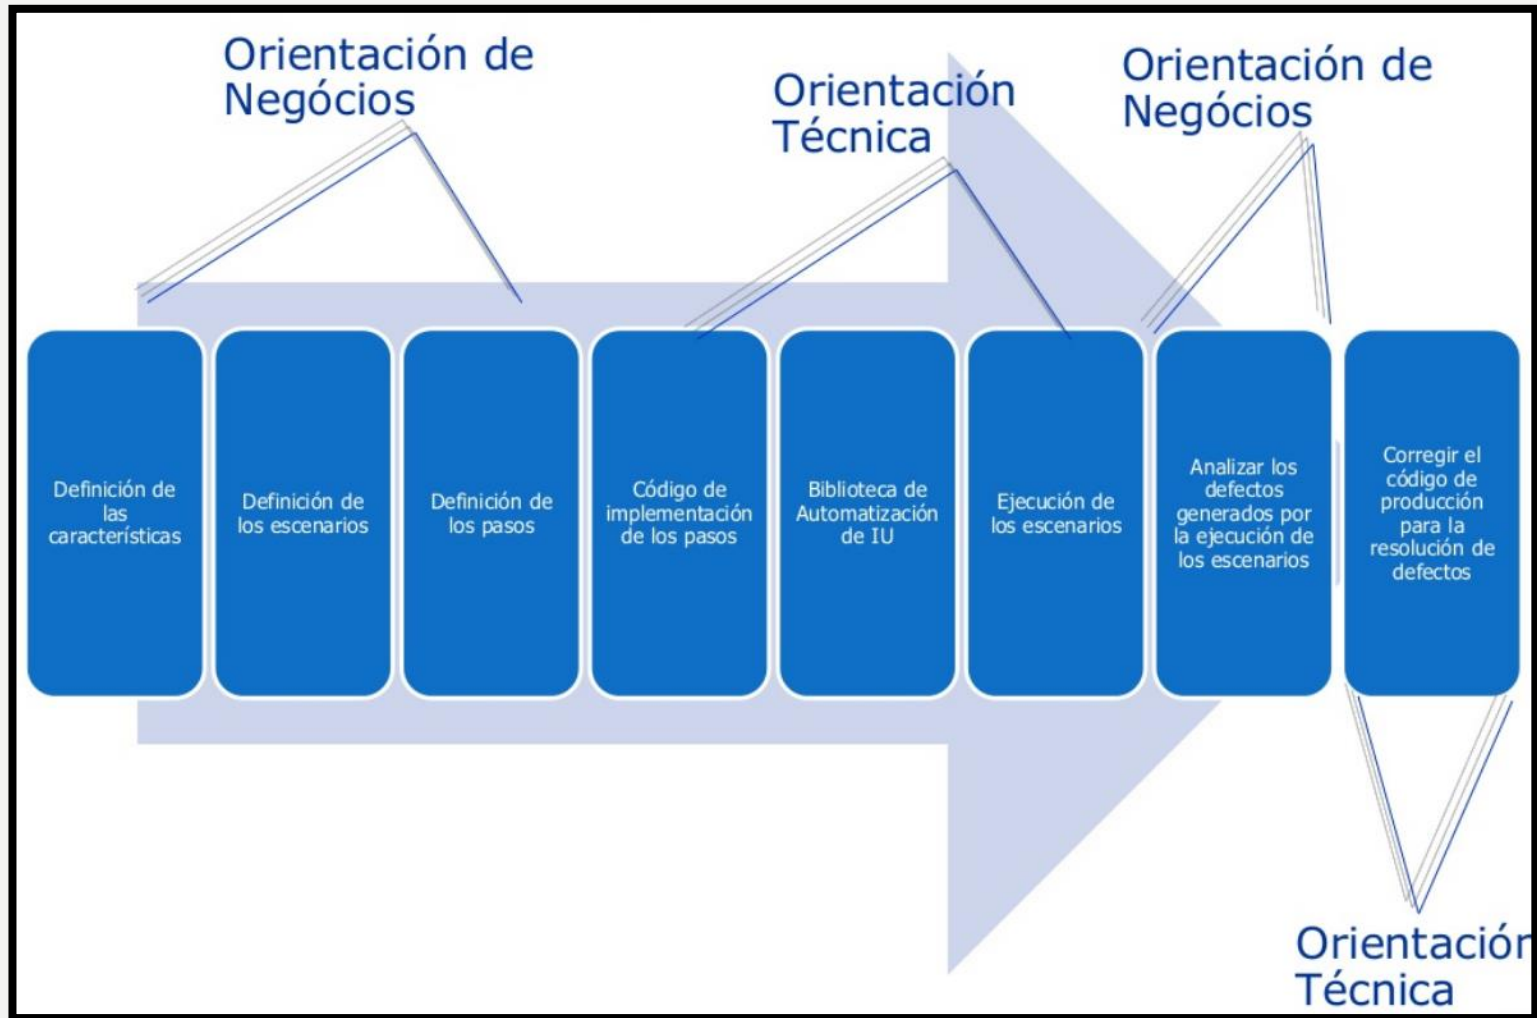 Orientación de
Negócios
Orientación
Técnica
Orientación de
Negócios
Definición de
las
características
Definición de
los escenarios
Definición de
los pasos
Código de
implementación
de los pasos
Biblioteca de
Automatización
de IU
Ejecución de
los escenarios
Analizar los
defectos
generados por
la ejecución de
los escenarios
Corregir el
código de
producción
para la
resolución de
defectos
Orientación
Técnica